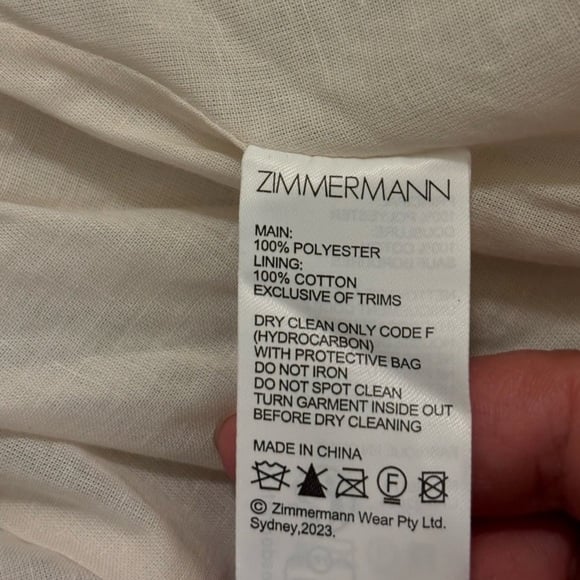 ZIMMERMANN
MAIN:
100% POLYESTER
LINING:
100% COTTON
EXCLUSIVE OF TRIMS
DRY CLEAN ONLY CODE F
(HYDROCARBON)
WITH PROTECTIVE BAG
DO NOT IRON
DO NOT SPOT CLEAN
TURN GARMENT INSIDE OUT
BEFORE DRY CLEANING
MADE IN CHINA
F
© Zimmermann Wear Pty Ltd.
Sydney,2023.